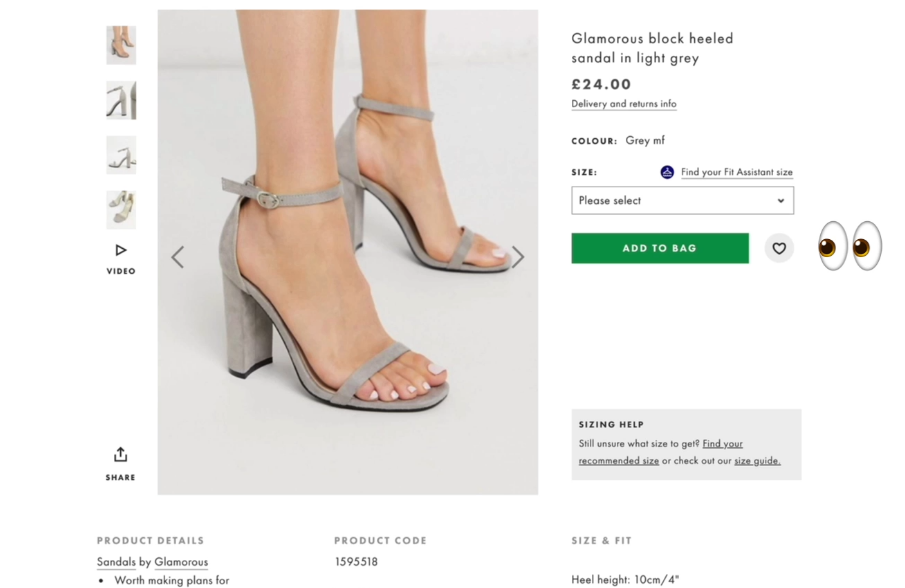 Glamorous block heeled
sandal in light grey
£24.00
Delivery and returns info
COLOUR: Grey mf
SIZE:
Find your Fit Assistant size
Please select
ADD TO BAG
VIDEO
SIZING HELP
Still unsure what size to get? Find your
recommended size or check out our size guide.
SHARE
PRODUCT DETAILS
Sandals by Glamorous
• Worth making plans for
PRODUCT CODE
1595518
SIZE & FIT
Heel height: 10cm/4"